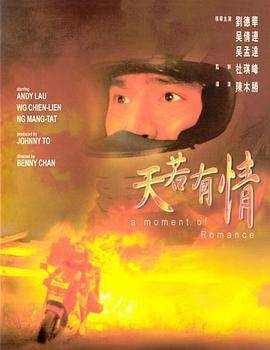 領銜主演 劉德華
吳倩連
吳孟達
監制 杜琪峰
導演 陳木勝
starring
ANDY LAU
WG CHIEN-LIEN
NG MANG-TAT
produced by
JOHNNY TO
directed by
BENNY CHAN
天若有情
a moment of
Romance